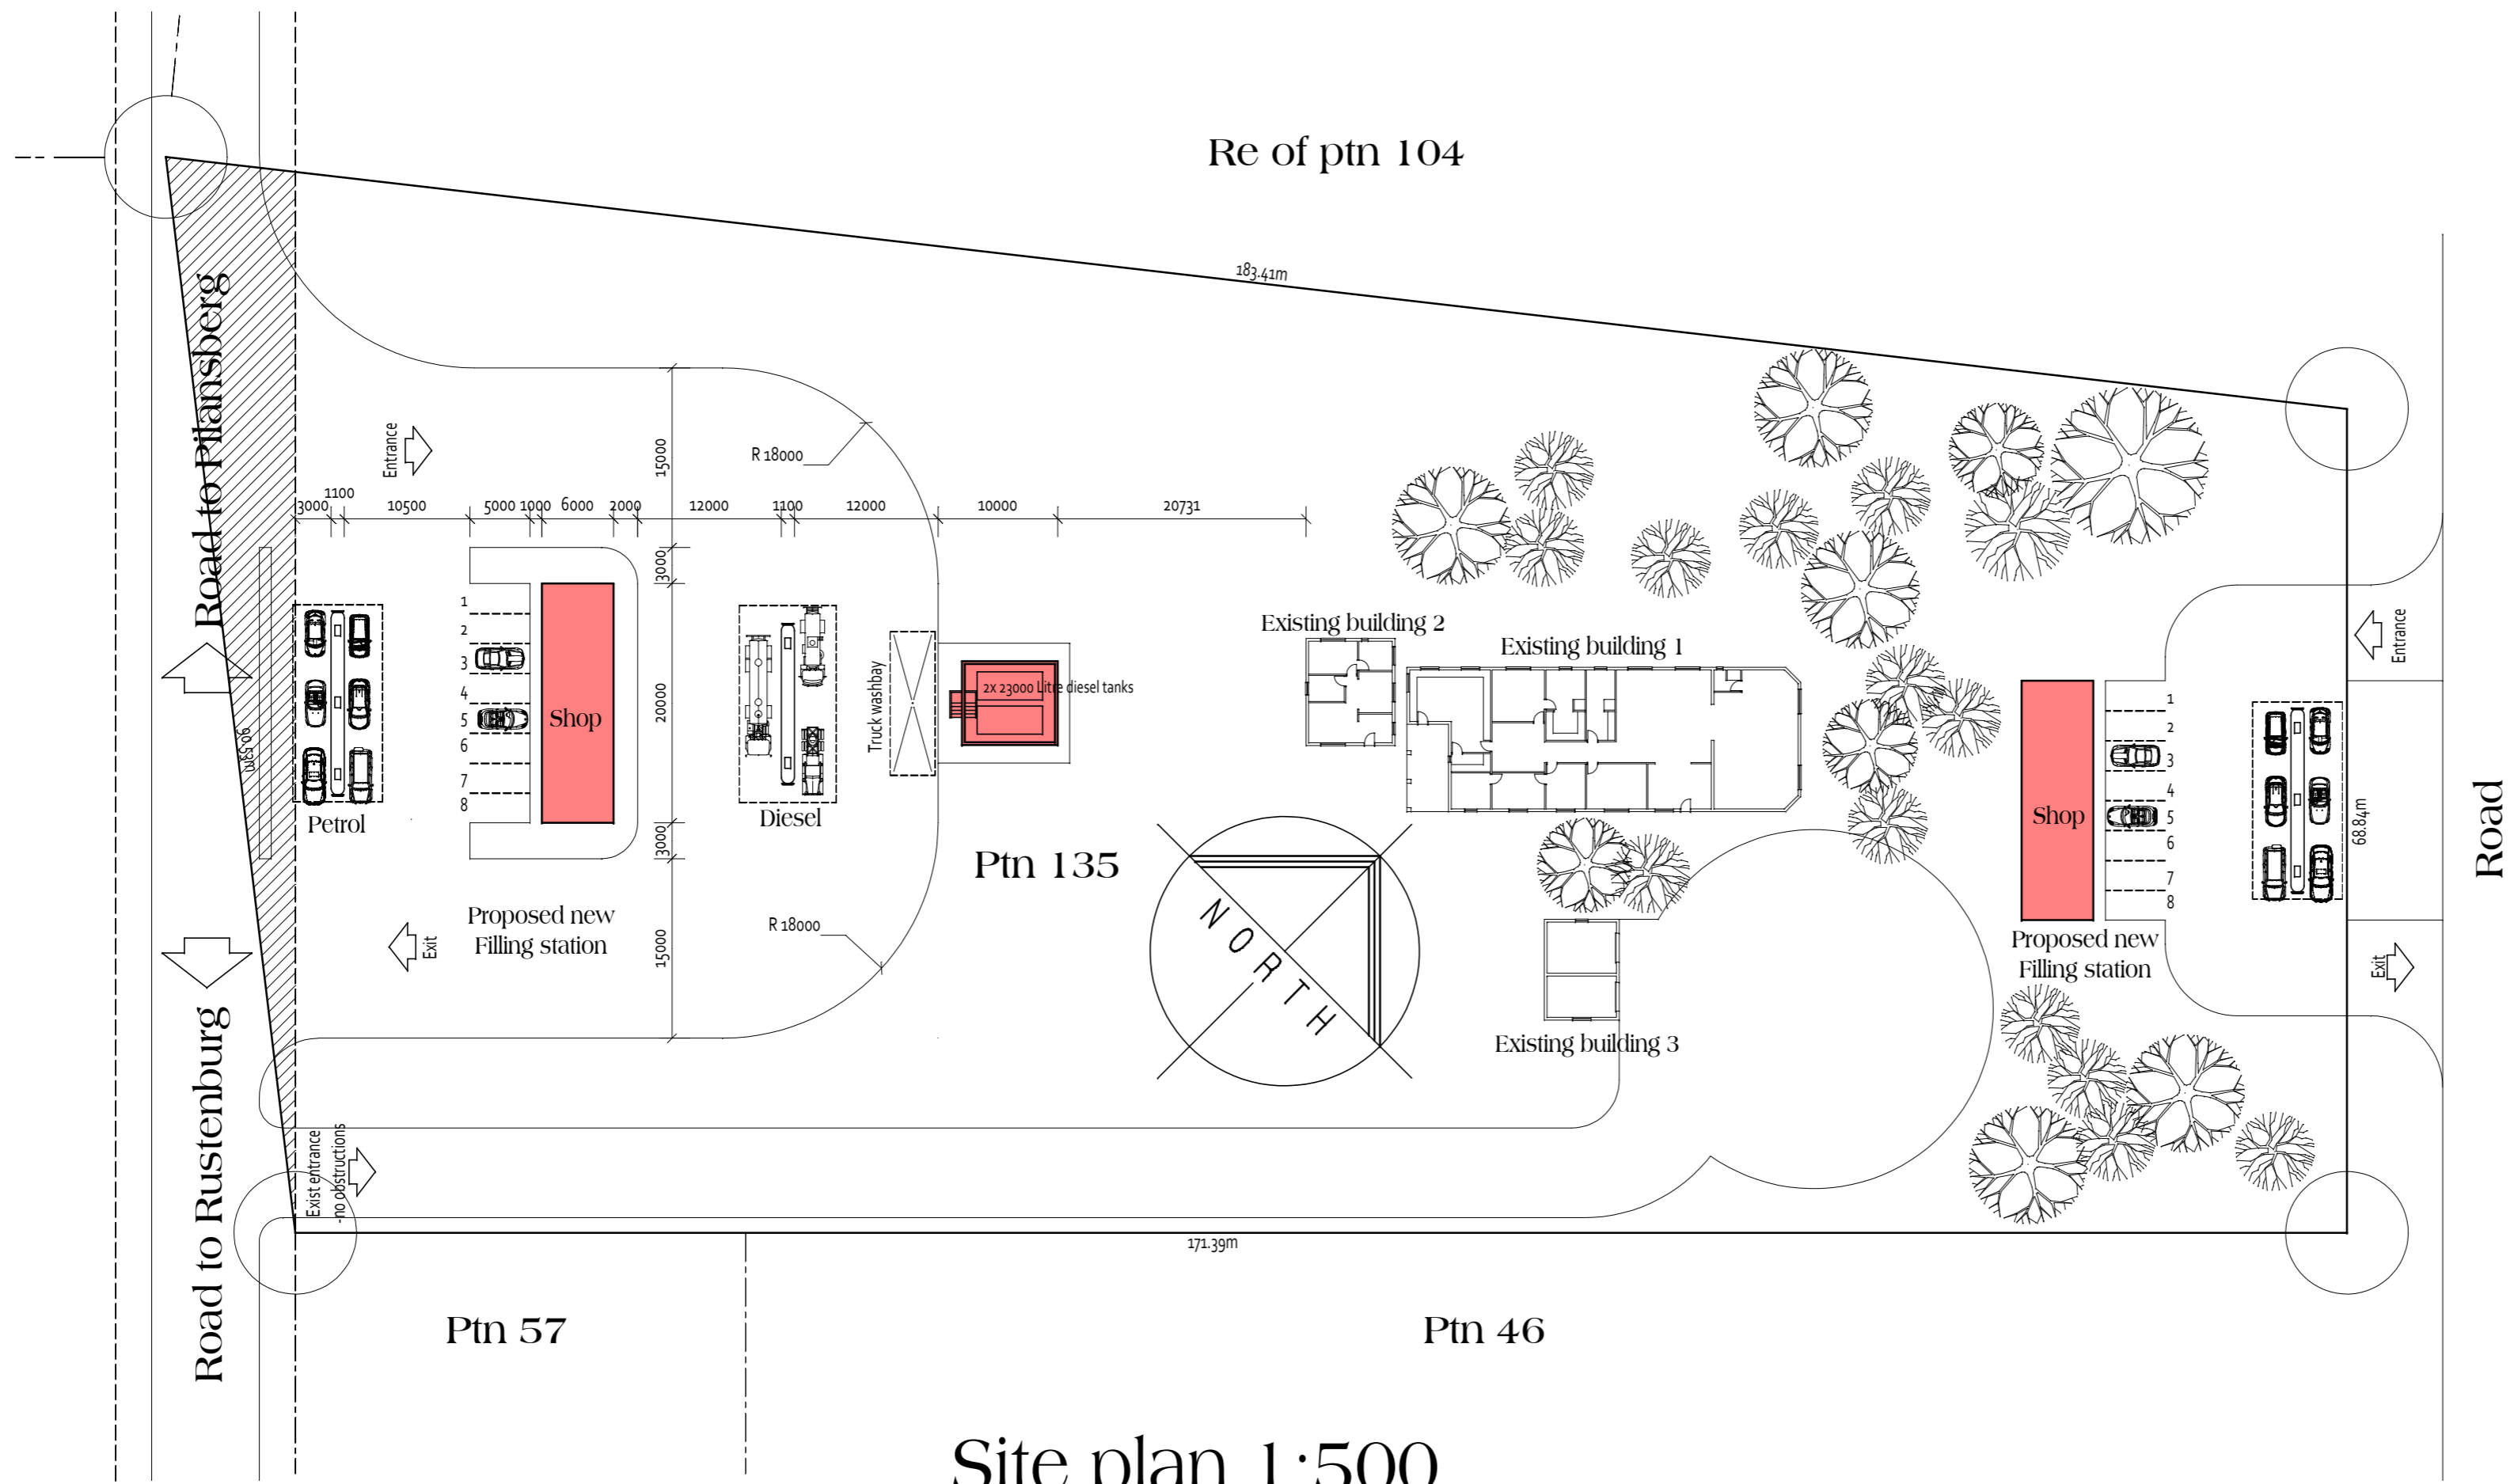 Re of ptn 104
183.41m
Road to Pilansberg
Entrance
15000
R 18000
3000
1100
10500
5000
1000
6000
2000
12000
1100
12000
10000
20731
3000
1
2
3
4
5
6
7
8
Shop
20000
Petrol
Diesel
Truck washbay
2x 23000 Litre diesel tanks
90.53m
Existing building 2
Existing building 1
Entrance
1
2
3
4
5
6
7
8
Shop
68.84m
Road
3000
Ptn 135
Proposed new
Filling station
Exit
R 18000
15000
NORTH
Existing building 3
Proposed new
Filling station
Exit
Road to Rustenburg
Exist entrance
-no obstructions
171.39m
Ptn 57
Ptn 46
Site plan 1:500